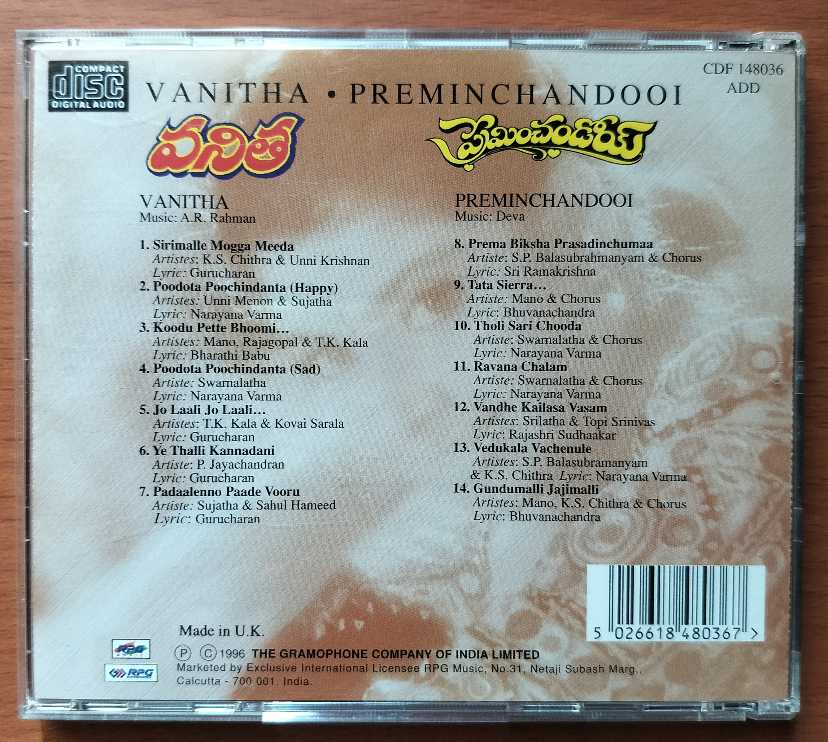 COMPACT
disc
DIGITAL AUDIO
VANITHA • PREMINCHANDOOI
CDF 148036
ADD
వనిత
ప్రేమించందోయ్
VANITHA
Music: A.R. Rahman
1. Sirimalle Mogga Meeda
Artistes: K.S. Chithra & Unni Krishnan
Lyric: Gurucharan
2. Poodota Poochindanta (Happy)
Artistes: Unni Menon & Sujatha
Lyric: Narayana Varma
3. Koodu Pette Bhoomi...
Artistes: Mano, Rajagopal & T.K. Kala
Lyric: Bharathi Babu
4. Poodota Poochindanta (Sad)
Artiste: Swarnalatha
Lyric: Narayana Varma
5. Jo Laali Jo Laali...
Artistes: T.K. Kala & Kovai Sarala
Lyric: Gurucharan
6. Ye Thalli Kannadani
Artiste: P. Jayachandran
Lyric: Gurucharan
7. Padaalenno Paade Vooru
Artiste: Sujatha & Sahul Hameed
Lyric: Gurucharan
PREMINCHANDOOI
Music: Deva
8. Prema Biksha Prasadinchumaa
Artiste: S.P. Balasubrahmanyam & Chorus
Lyric: Sri Ramakrishna
9. Tata Sierra...
Artiste: Mano & Chorus
Lyric: Bhuvanachandra
10. Tholi Sari Chooda
Artiste: Swarnalatha & Chorus
Lyric: Narayana Varma
11. Ravana Chalam
Artiste: Swarnalatha & Chorus
Lyric: Narayana Varma
12. Vandhe Kailasa Vasam
Artistes: Srilatha & Topi Srinivas
Lyric: Rajashri Sudhaakar
13. Vedukala Vachenule
Artistes: S.P. Balasubramanyam
& K.S. Chithra Lyric: Narayana Varma
14. Gundumalli Jajimalli
Artistes: Mano, K.S. Chithra & Chorus
Lyric: Bhuvanachandra
5 026618 480367 >
Made in U.K.
RPG
RPG
Ⓟ Ⓒ 1996 THE GRAMOPHONE COMPANY OF INDIA LIMITED
Marketed by Exclusive International Licensee RPG Music, No.31, Netaji Subash Marg.,
Calcutta - 700 001. India.